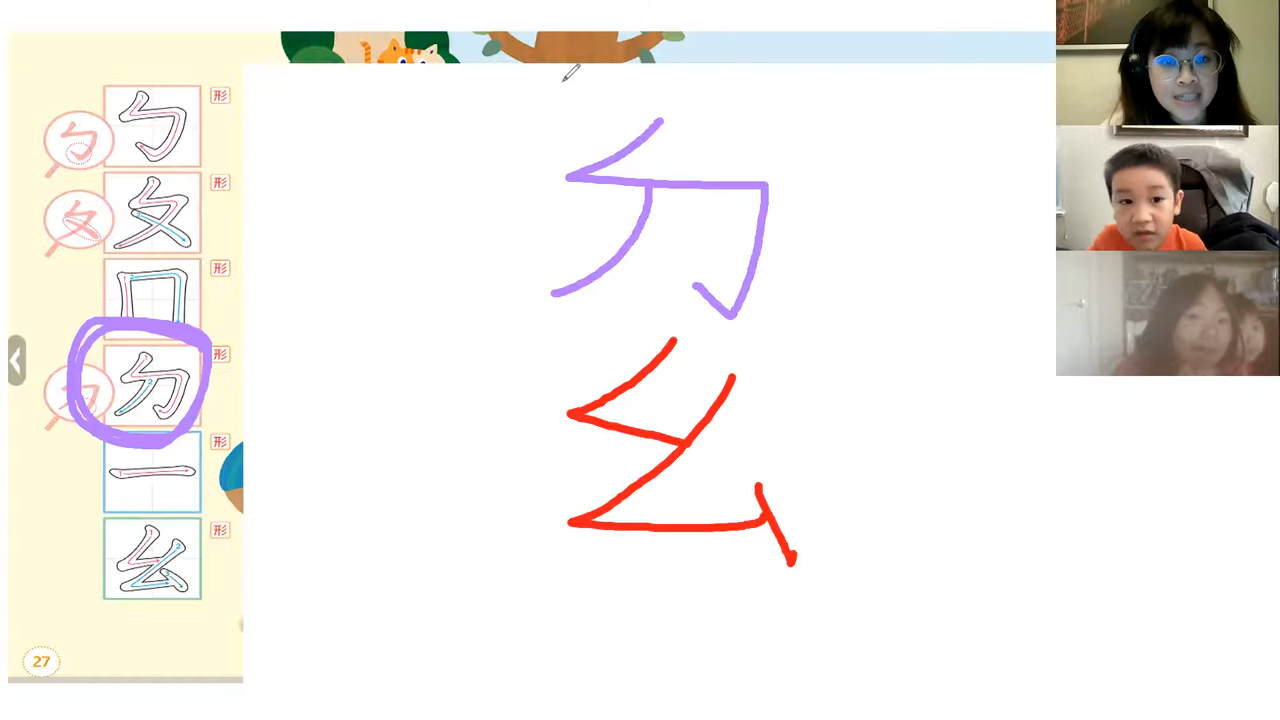 ㄅ 形
ㄆ 形
ㄇ 形
ㄉ 形
ㄧ 形
ㄠ 形
27
ㄅ
ㄆ
ㄉ
ㄉ
ㄠ